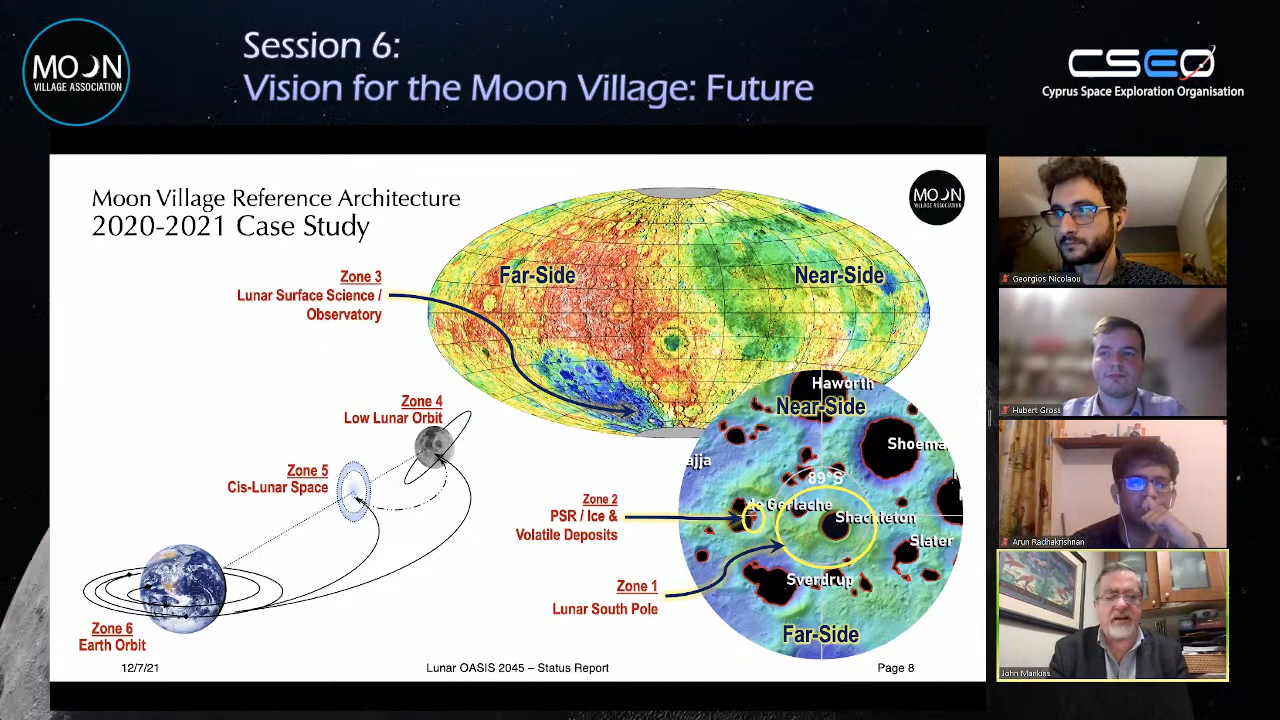 MOON
VILLAGE ASSOCIATION
Session 6:
Vision for the Moon Village: Future
CSEO
Cyprus Space Exploration Organisation
Moon Village Reference Architecture
2020-2021 Case Study
MOON
VILLAGE ASSOCIATION
Zone 3
Lunar Surface Science /
Observatory
Far-Side
Near-Side
Zone 4
Low Lunar Orbit
Zone 5
Cis-Lunar Space
Zone 6
Earth Orbit
Haworth
Near-Side
Shoema
ajja
89°S
de Gerlache
Shackleton
Slater
Sverdrup
Far-Side
Zone 2
PSR / Ice &
Volatile Deposits
Zone 1
Lunar South Pole
12/7/21
Lunar OASIS 2045 – Status Report
Page 8
Georgios Nicolaou
Hubert Gross
Arun Radhakrishnan
John Mankins